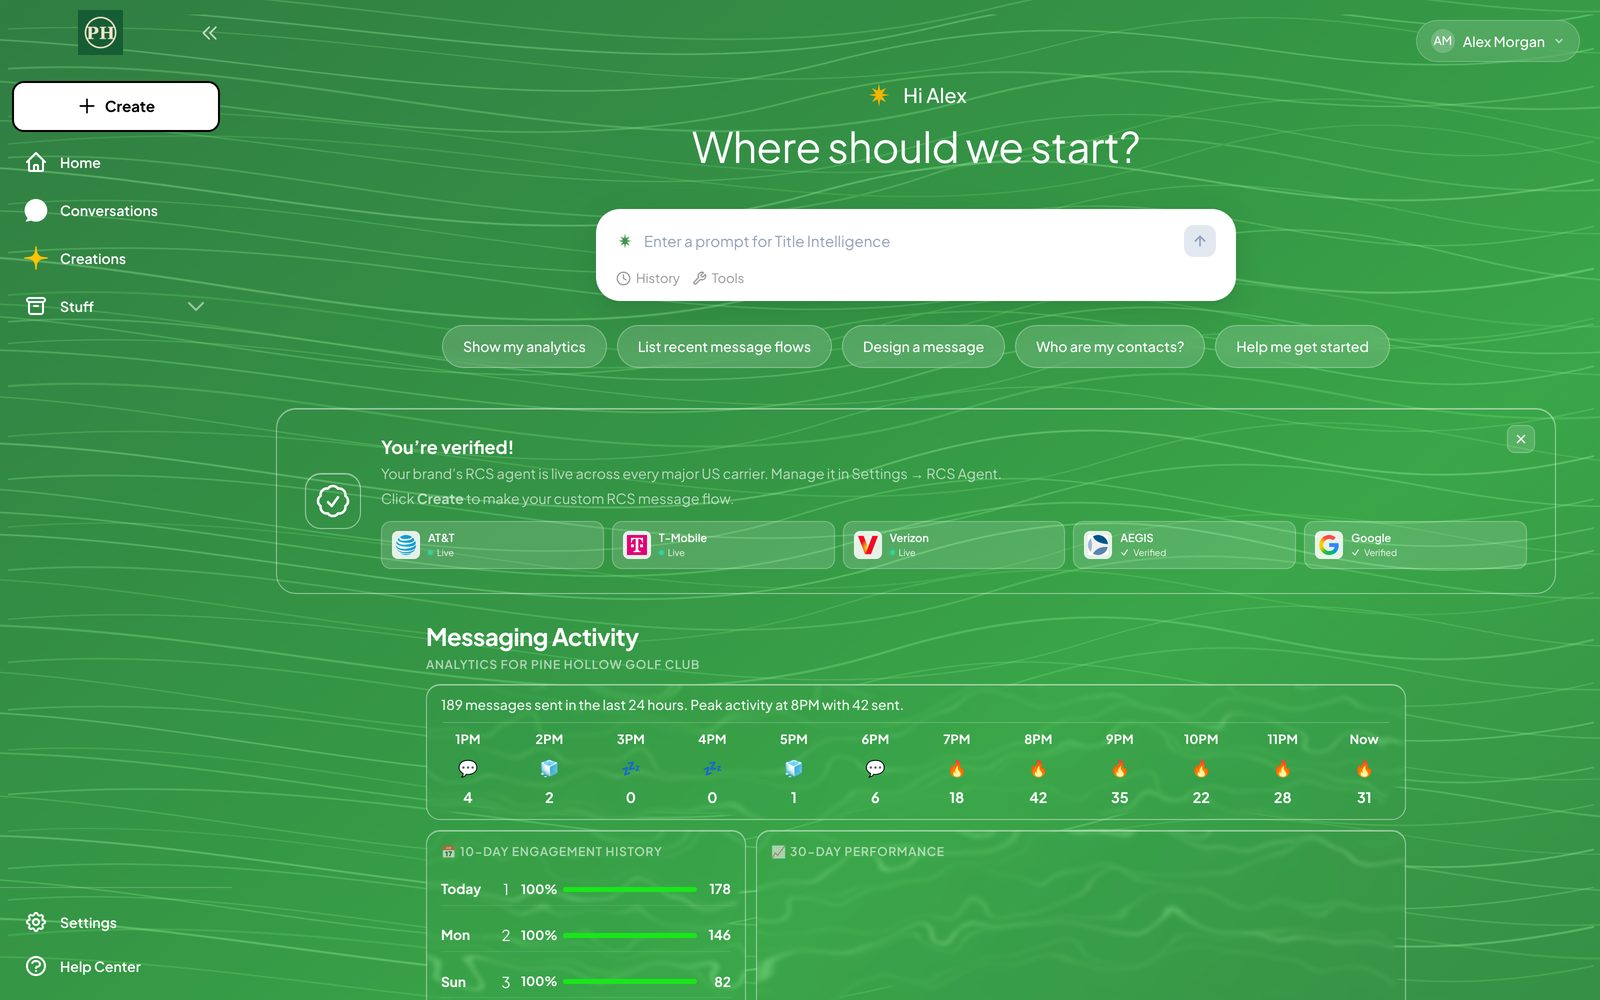 PH
AM Alex Morgan
Create
Home
Conversations
Creations
Stuff
Settings
Help Center
Hi Alex
Where should we start?
Enter a prompt for Title Intelligence
History Tools
Show my analytics List recent message flows Design a message Who are my contacts? Help me get started
You're verified!
Your brand's RCS agent is live across every major US carrier. Manage it in Settings → RCS Agent.
Click Create to make your custom RCS message flow.
AT&T T-Mobile Verizon AEGIS Google
Live Live Live ✓ Verified ✓ Verified
Messaging Activity
ANALYTICS FOR PINE HOLLOW GOLF CLUB
189 messages sent in the last 24 hours. Peak activity at 8PM with 42 sent.
1PM 2PM 3PM 4PM 5PM 6PM 7PM 8PM 9PM 10PM 11PM Now
4 2 0 0 1 6 18 42 35 22 28 31
10-DAY ENGAGEMENT HISTORY
Today 1 100% 178
Mon 2 100% 146
Sun 3 100% 82
30-DAY PERFORMANCE